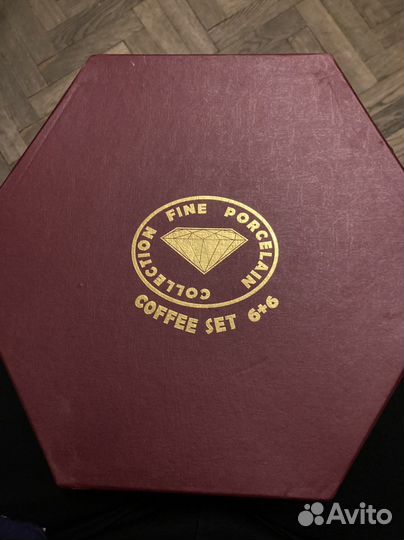 FINE PORCELAIN COLLECTION
COFFEE SET 6+6
Avito